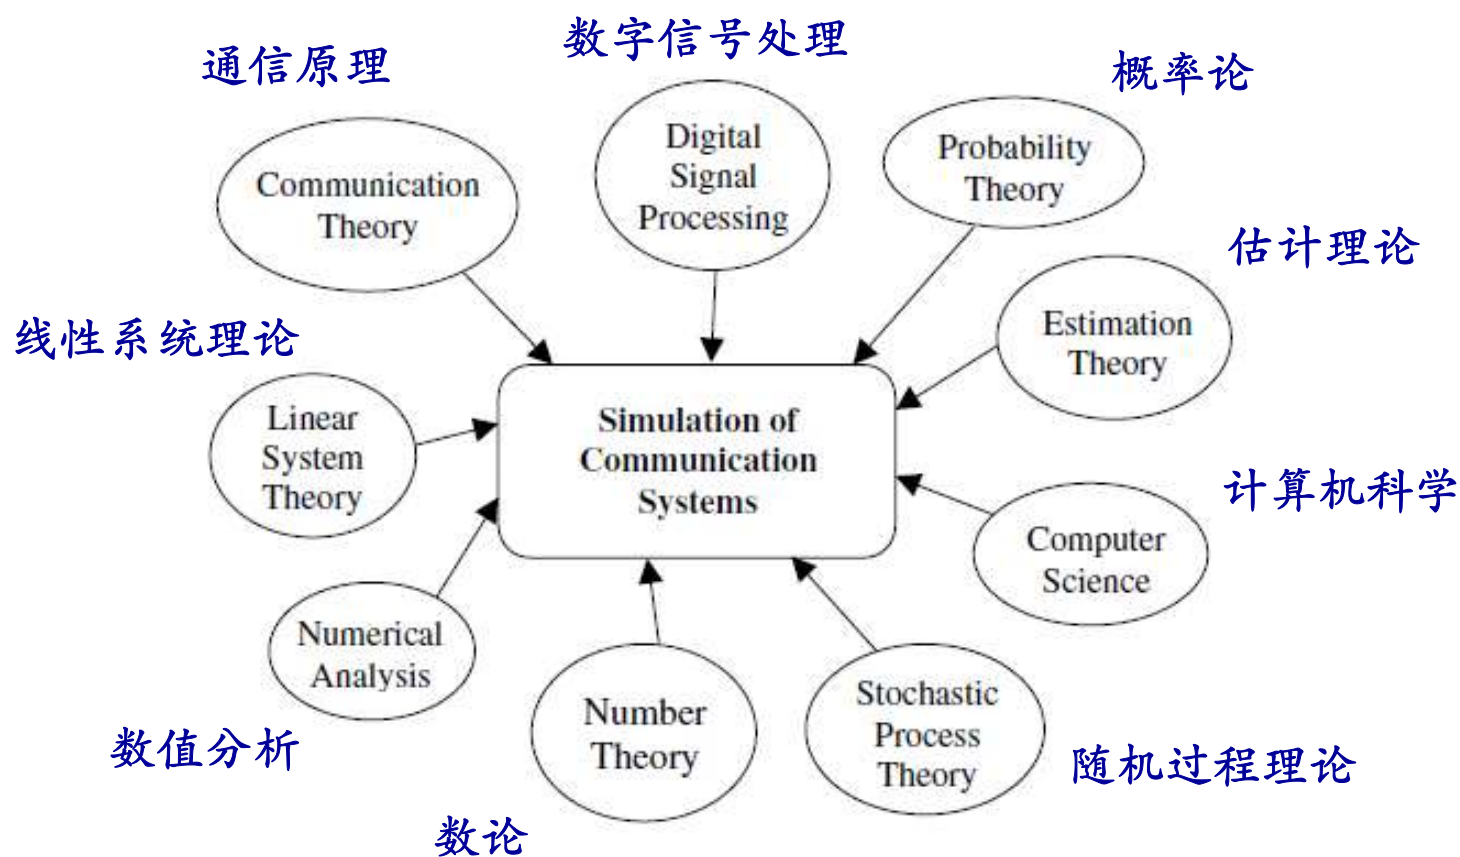 通信原理
数字信号处理
概率论
Communication
Theory
Digital
Signal
Processing
Probability
Theory
估计理论
线性系统理论
Estimation
Theory
Linear
System
Theory
Simulation of
Communication
Systems
计算机科学
Computer
Science
Numerical
Analysis
数值分析
Number
Theory
数论
Stochastic
Process
Theory
随机过程理论